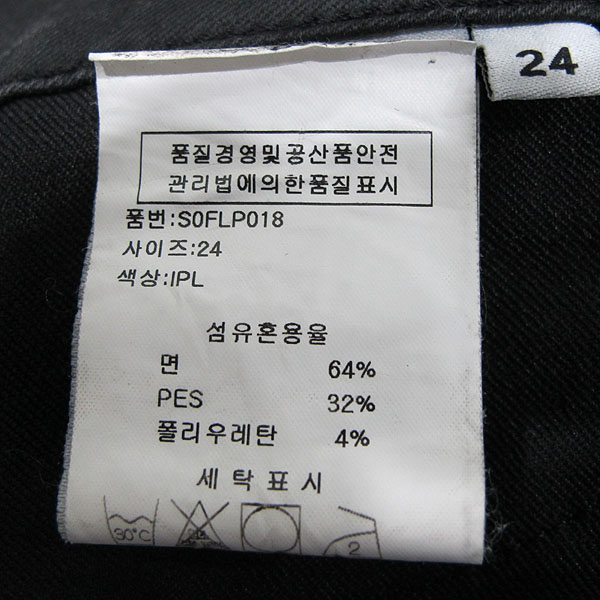 24
품질경영및공산품안전
관리법에의한품질표시
품번:S0FLP018
사이즈:24
색상:IPL
섬유혼용율
면 64%
PES 32%
폴리우레탄 4%
세탁표시
30°C
2